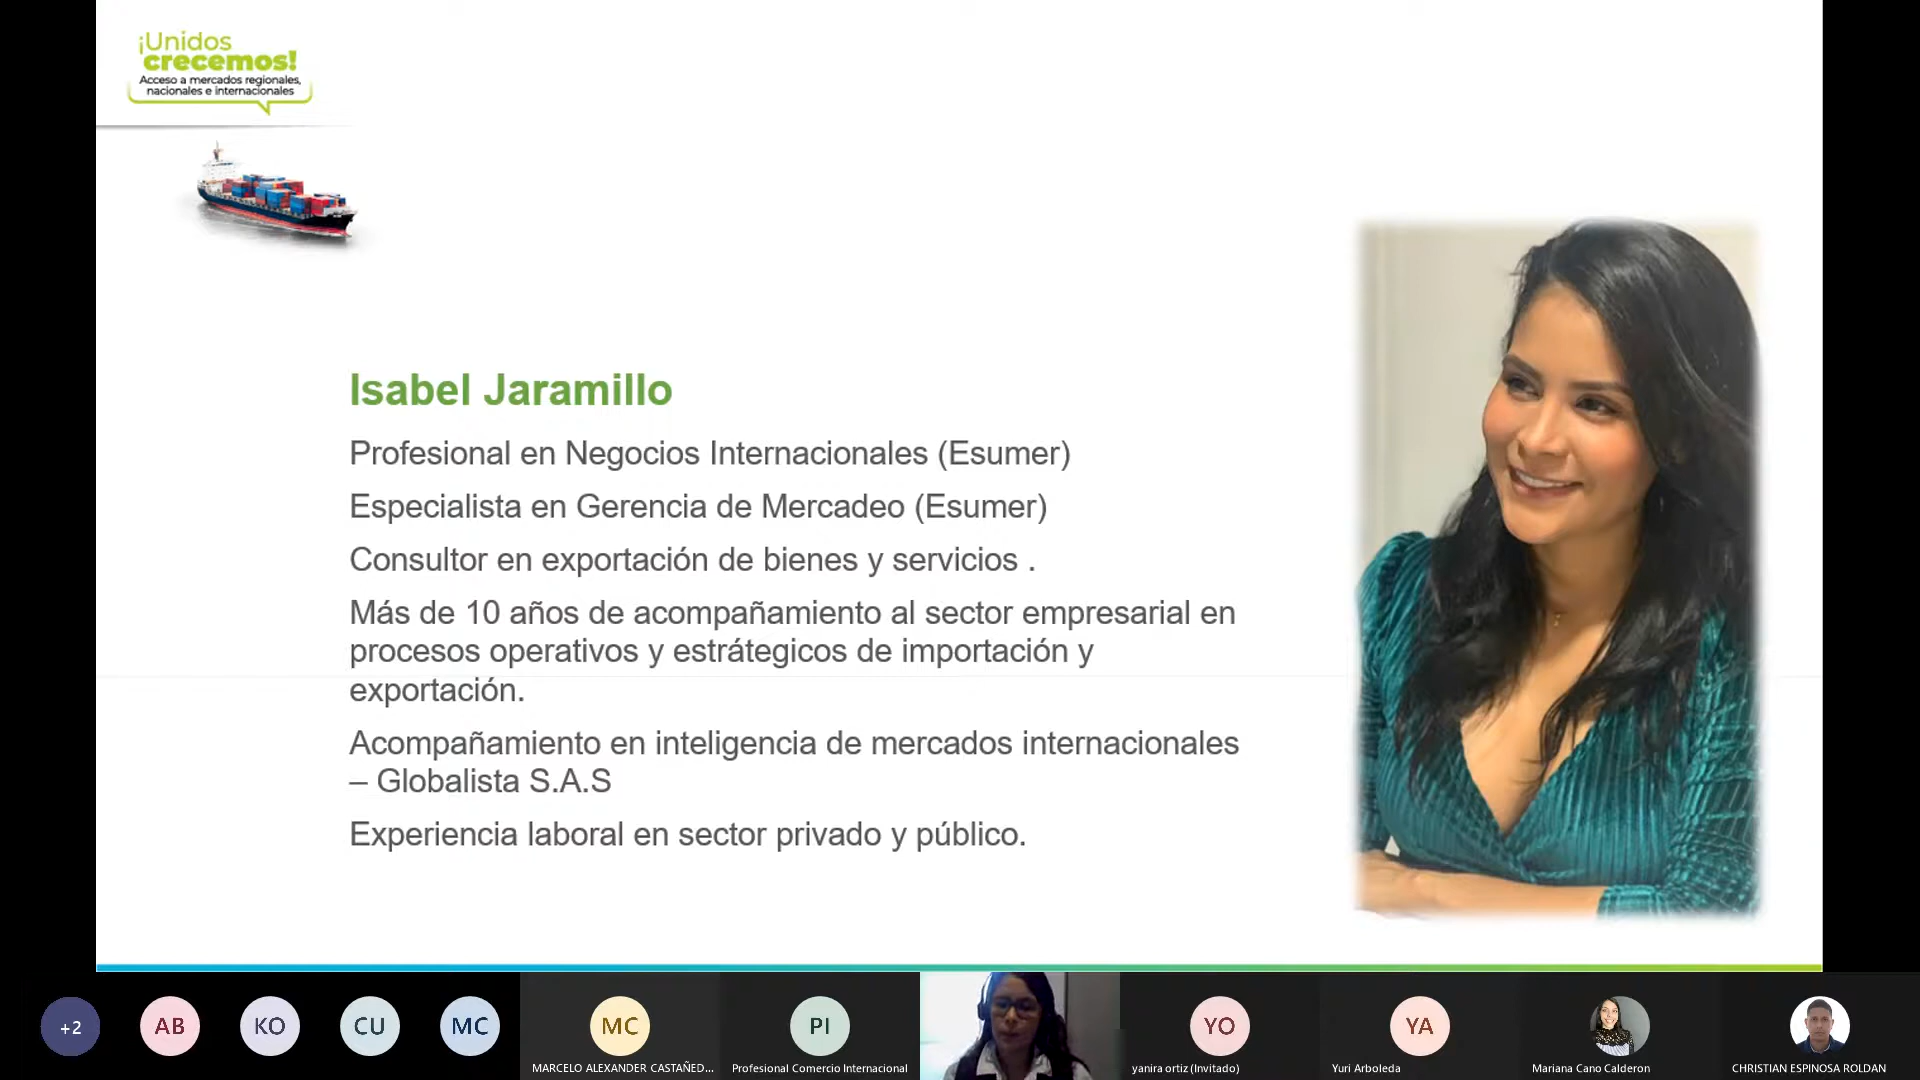 ¡Unidos
crecemos!
Acceso a mercados regionales,
nacionales e internacionales
Isabel Jaramillo
Profesional en Negocios Internacionales (Esumer)
Especialista en Gerencia de Mercadeo (Esumer)
Consultor en exportación de bienes y servicios .
Más de 10 años de acompañamiento al sector empresarial en
procesos operativos y estrátegicos de importación y
exportación.
Acompañamiento en inteligencia de mercados internacionales
– Globalista S.A.S
Experiencia laboral en sector privado y público.
+2
AB
KO
CU
MC
MC
PI
YO
YA
MARCELO ALEXANDER CASTAÑED...
Profesional Comercio Internacional
yanira ortiz (Invitado)
Yuri Arboleda
Mariana Cano Calderon
CHRISTIAN ESPINOSA ROLDAN